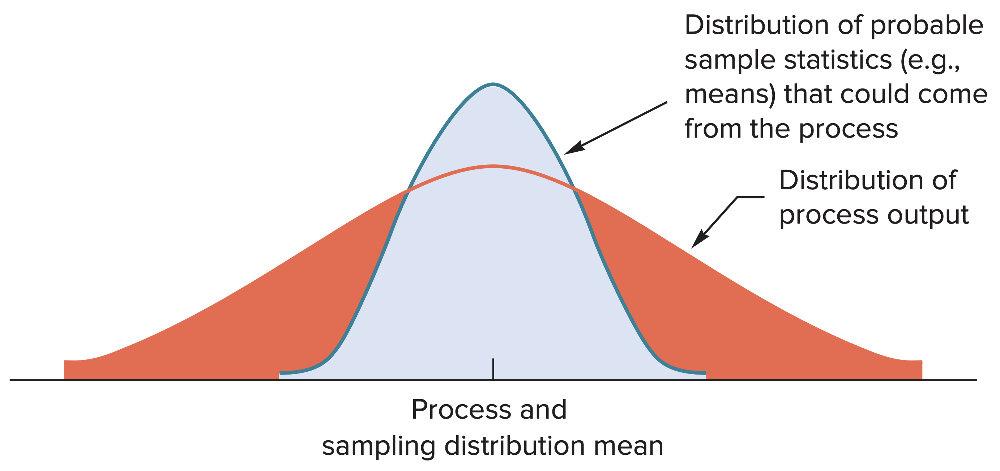 Distribution of probable
sample statistics (e.g.,
means) that could come
from the process
Distribution of
process output
Process and
sampling distribution mean